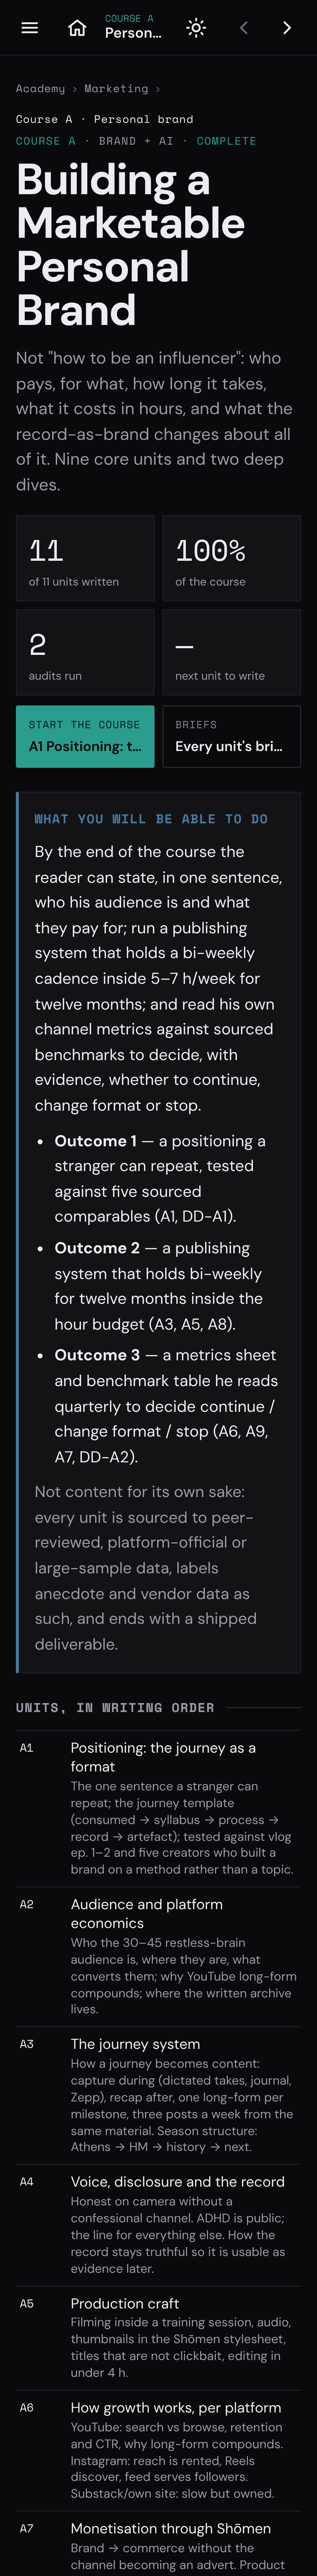 COURSE A
Person...
Academy › Marketing ›
Course A · Personal brand
COURSE A · BRAND + AI · COMPLETE
Building a
Marketable
Personal
Brand
Not "how to be an influencer": who
pays, for what, how long it takes,
what it costs in hours, and what the
record-as-brand changes about all
of it. Nine core units and two deep
dives.
11
of 11 units written
100%
of the course
2
audits run
—
next unit to write
START THE COURSE
A1 Positioning: t...
BRIEFS
Every unit's bri...
WHAT YOU WILL BE ABLE TO DO
By the end of the course the
reader can state, in one sentence,
who his audience is and what
they pay for; run a publishing
system that holds a bi-weekly
cadence inside 5–7 h/week for
twelve months; and read his own
channel metrics against sourced
benchmarks to decide, with
evidence, whether to continue,
change format or stop.
• Outcome 1 — a positioning a
stranger can repeat, tested
against five sourced
comparables (A1, DD-A1).
• Outcome 2 — a publishing
system that holds bi-weekly
for twelve months inside the
hour budget (A3, A5, A8).
• Outcome 3 — a metrics sheet
and benchmark table he reads
quarterly to decide continue /
change format / stop (A6, A9,
A7, DD-A2).
Not content for its own sake:
every unit is sourced to peer-
reviewed, platform-official or
large-sample data, labels
anecdote and vendor data as
such, and ends with a shipped
deliverable.
UNITS, IN WRITING ORDER
A1
Positioning: the journey as a
format
The one sentence a stranger can
repeat; the journey template
(consumed → syllabus → process →
record → artefact); tested against vlog
ep. 1–2 and five creators who built a
brand on a method rather than a topic.
A2
Audience and platform
economics
Who the 30–45 restless-brain
audience is, where they are, what
converts them; why YouTube long-form
compounds; where the written archive
lives.
A3
The journey system
How a journey becomes content:
capture during (dictated takes, journal,
Zepp), recap after, one long-form per
milestone, three posts a week from the
same material. Season structure:
Athens → HM → history → next.
A4
Voice, disclosure and the record
Honest on camera without a
confessional channel. ADHD is public;
the line for everything else. How the
record stays truthful so it is usable as
evidence later.
A5
Production craft
Filming inside a training session, audio,
thumbnails in the Shōmen stylesheet,
titles that are not clickbait, editing in
under 4 h.
A6
How growth works, per platform
YouTube: search vs browse, retention
and CTR, why long-form compounds.
Instagram: reach is rented, Reels
discover, feed serves followers.
Substack/own site: slow but owned.
A7
Monetisation through Shōmen
Brand → commerce without the
channel becoming an advert. Product